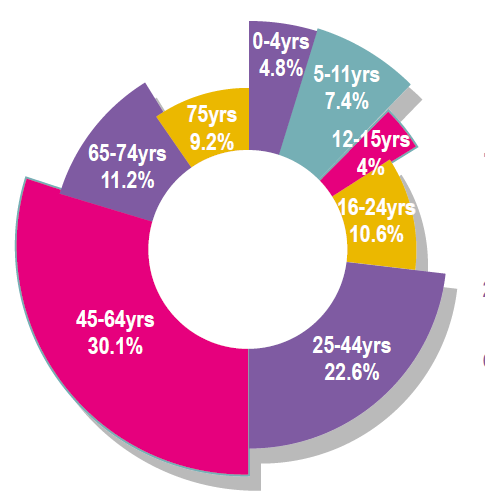 0-4yrs
4.8%
5-11yrs
7.4%
12-15yrs
4%
16-24yrs
10.6%
25-44yrs
22.6%
45-64yrs
30.1%
65-74yrs
11.2%
75yrs
9.2%